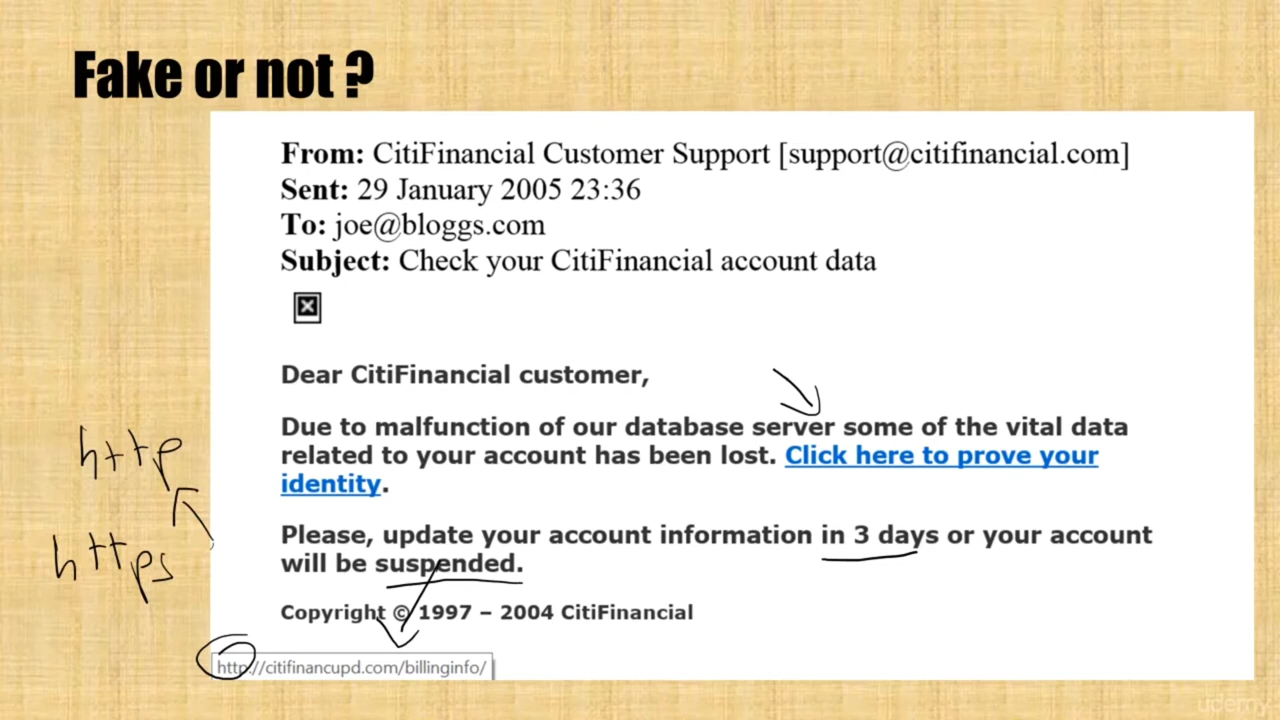 Fake or not ?
From: CitiFinancial Customer Support [support@citifinancial.com]
Sent: 29 January 2005 23:36
To: joe@bloggs.com
Subject: Check your CitiFinancial account data
Dear CitiFinancial customer,
Due to malfunction of our database server some of the vital data
related to your account has been lost. Click here to prove your
identity.
http
https
Please, update your account information in 3 days or your account
will be suspended.
Copyright © 1997 – 2004 CitiFinancial
http://citifinancupd.com/billinginfo/
udemy